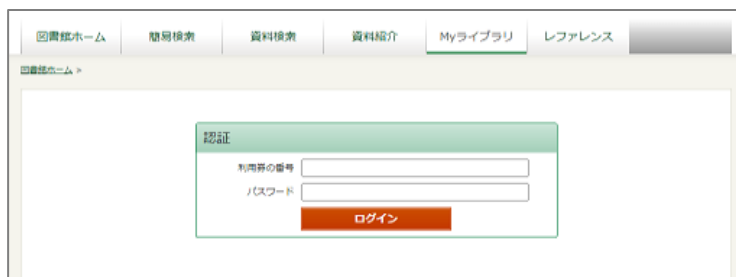 図書館ホーム 簡易検索 資料検索 資料紹介 Myライブラリ レファレンス
図書館ホーム >
認証
利用券の番号
パスワード
ログイン